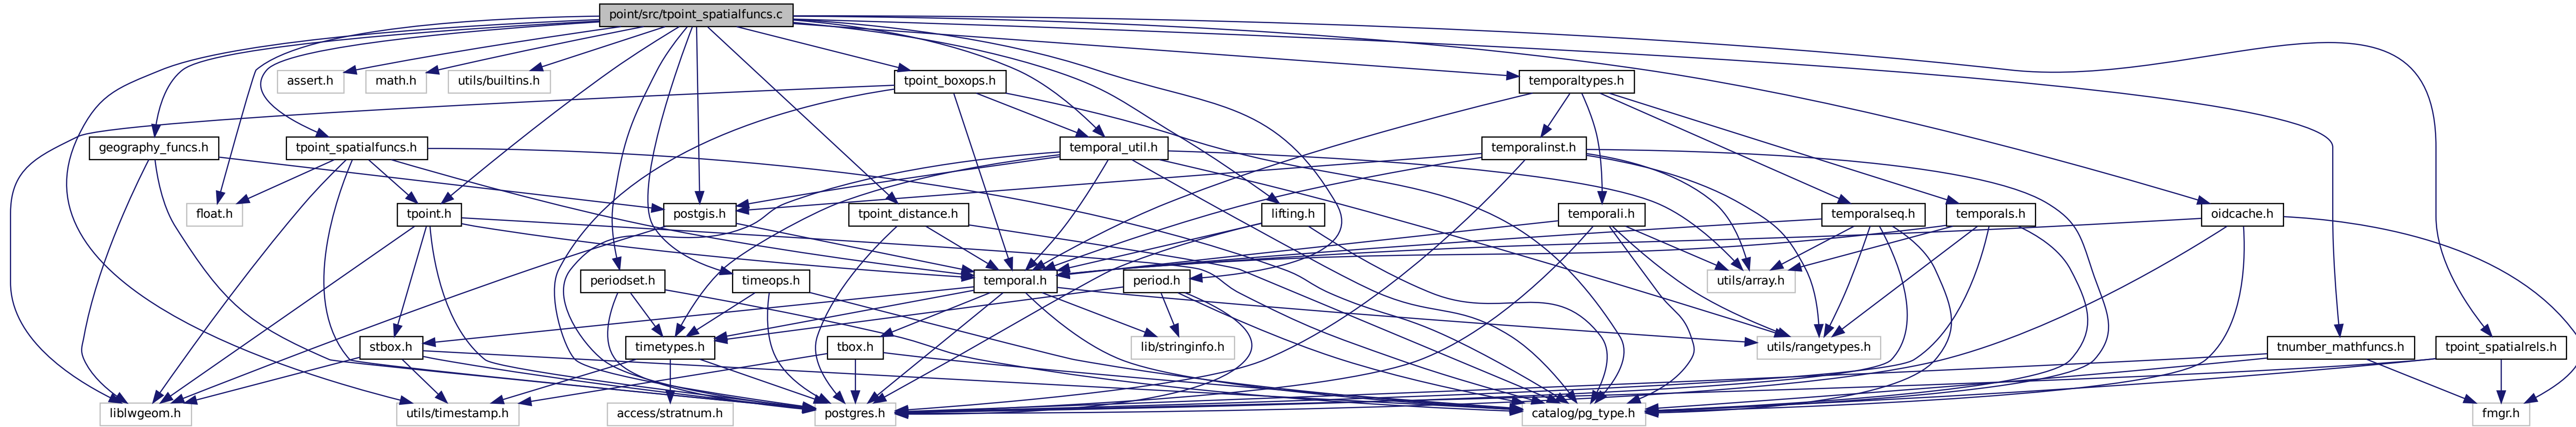 point/src/tpoint_spatialfuncs.c
assert.h
math.h
utils/builtins.h
tpoint_boxops.h
temporaltypes.h
geography_funcs.h
tpoint_spatialfuncs.h
temporal_util.h
temporalinst.h
float.h
tpoint.h
postgis.h
tpoint_distance.h
lifting.h
temporali.h
temporalseq.h
temporals.h
oidcache.h
periodset.h
timeops.h
temporal.h
period.h
utils/array.h
stbox.h
timetypes.h
tbox.h
lib/stringinfo.h
utils/rangetypes.h
tnumber_mathfuncs.h
tpoint_spatialrels.h
liblwgeom.h
utils/timestamp.h
access/stratnum.h
postgres.h
catalog/pg_type.h
fmgr.h